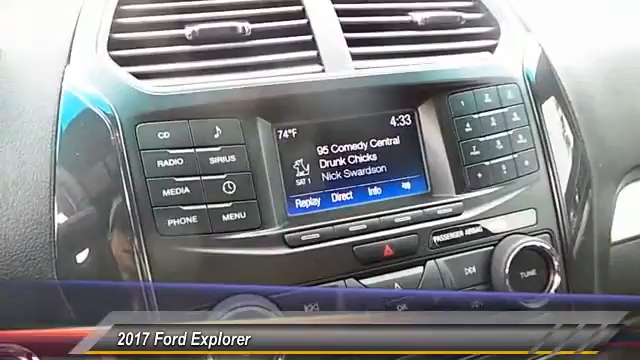 CD
RADIO SIRIUS
MEDIA
PHONE MENU
74°F 4:33
95 Comedy Central
Drunk Chicks
Nick Swardson
SAT 1
Replay Direct Info
PASSENGER AIRBAG
TUNE
OK
2017 Ford Explorer